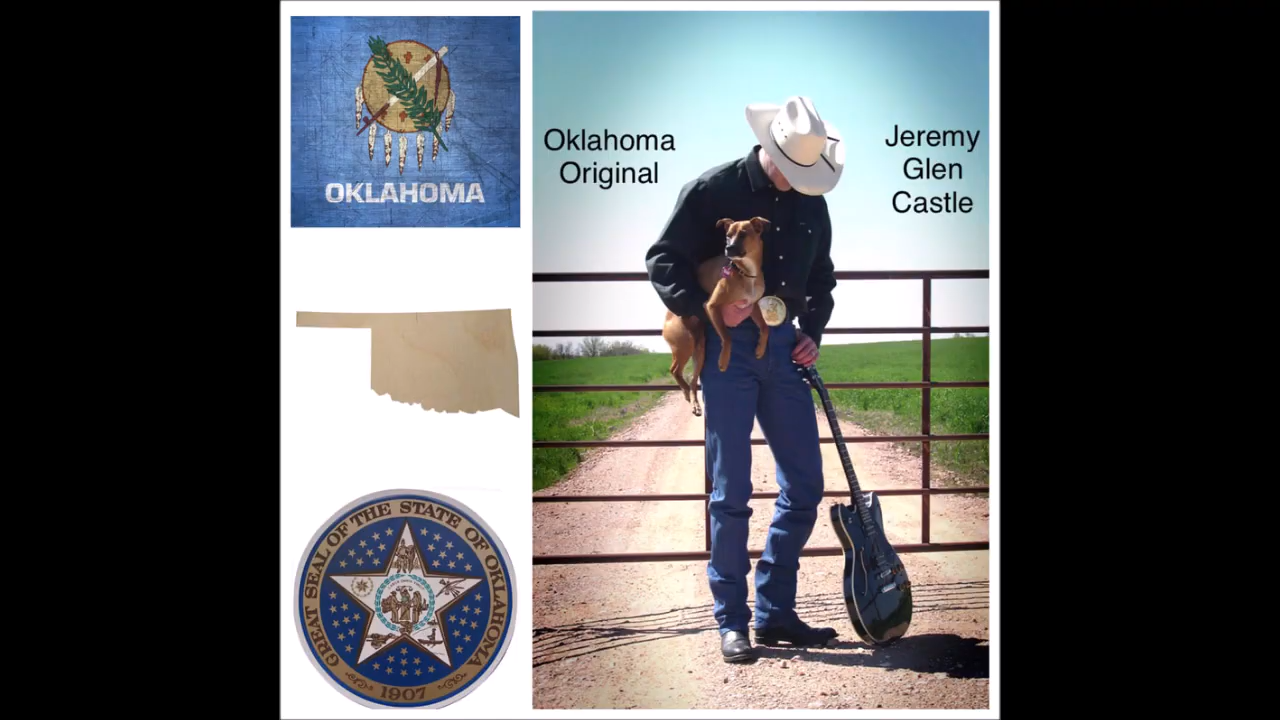 OKLAHOMA
Oklahoma
Original
Jeremy
Glen
Castle
GREAT SEAL OF THE STATE OF OKLAHOMA
1907